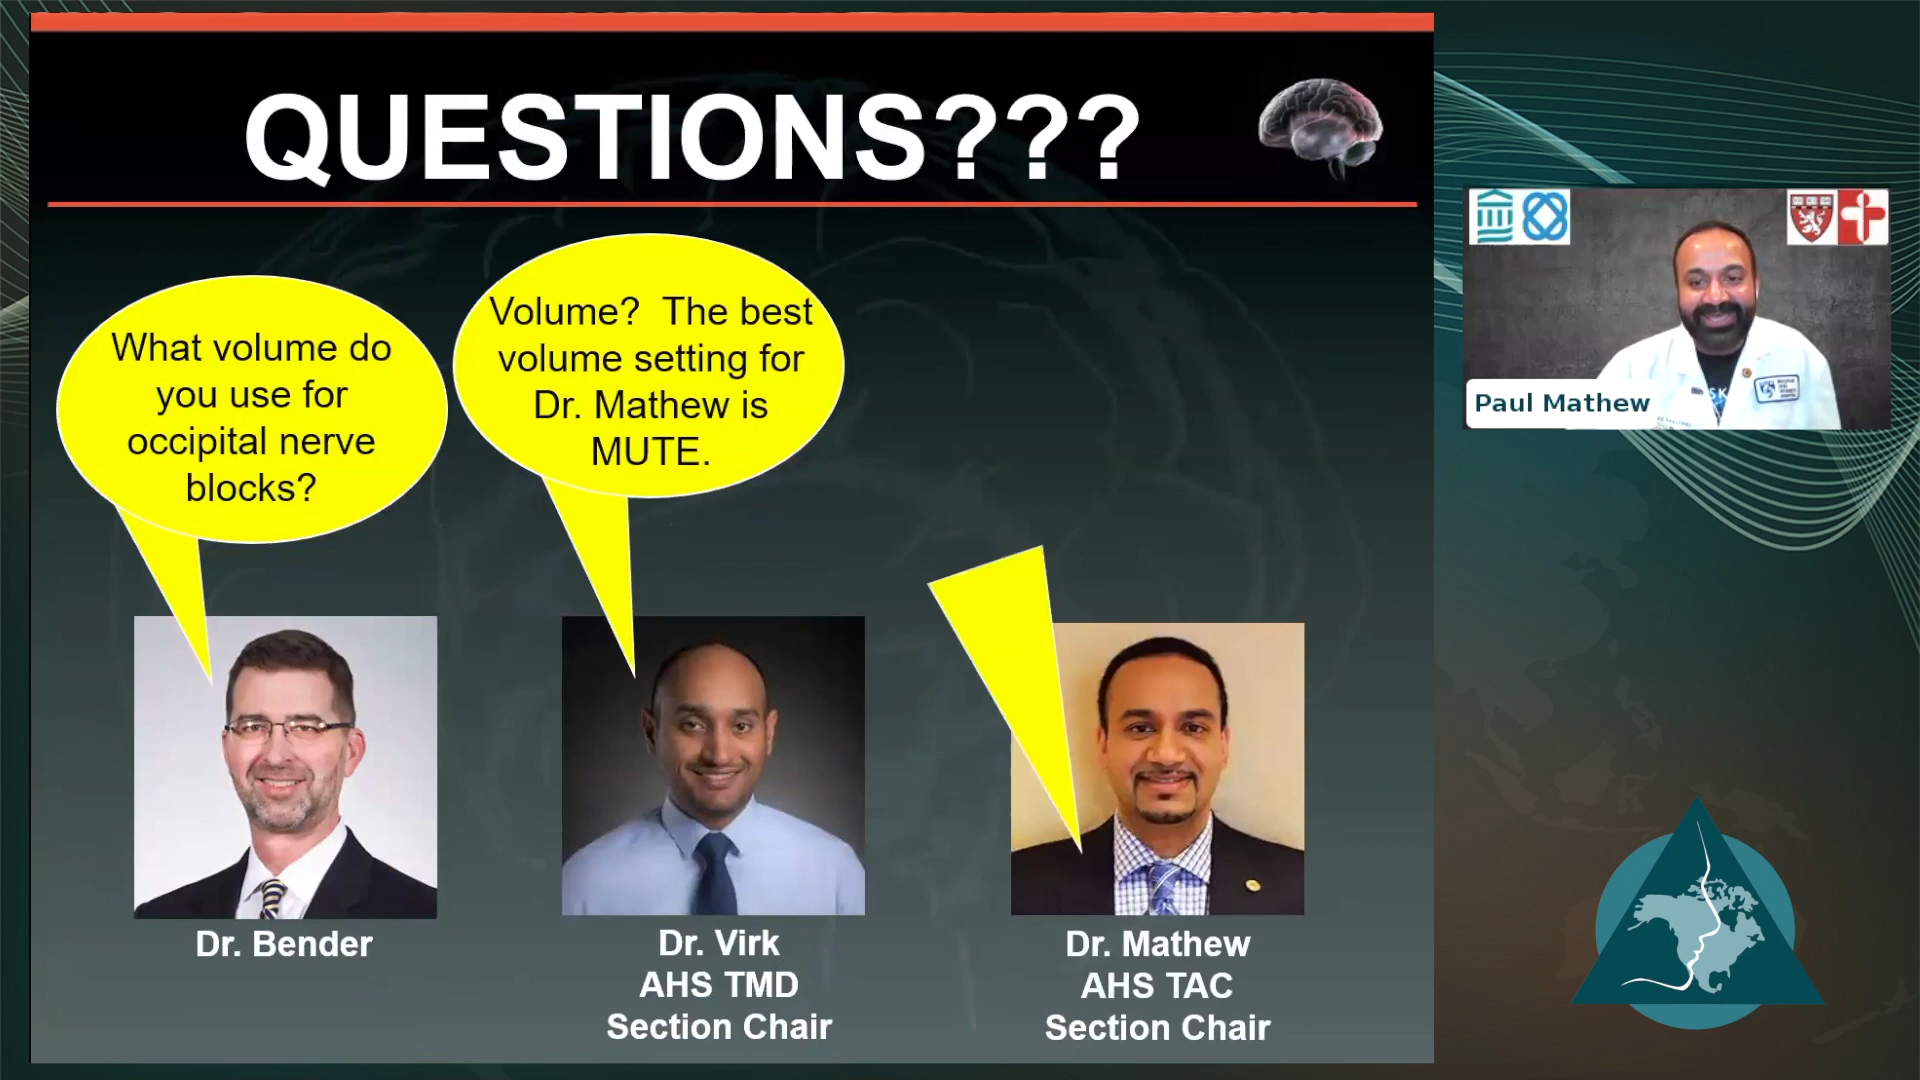 QUESTIONS???
What volume do
you use for
occipital nerve
blocks?
Volume?  The best
volume setting for
Dr. Mathew is
MUTE.
Dr. Bender
Dr. Virk
AHS TMD
Section Chair
Dr. Mathew
AHS TAC
Section Chair
Paul Mathew